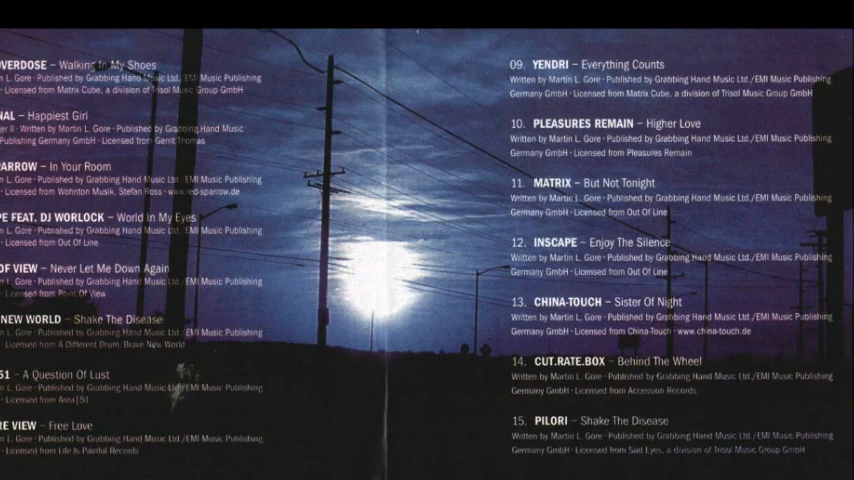 VERDOSE – Walking In My Shoes
n L. Gore · Published by Grabbing Hand Music Ltd./EMI Music Publishing
· Licensed from Matrix Cube, a division of Trisol Music Group GmbH
NAL – Happiest Girl
er II · Written by Martin L. Gore · Published by Grabbing Hand Music
Publishing Germany GmbH · Licensed from Gerrit Thomas
PARROW – In Your Room
n L. Gore · Published by Grabbing Hand Music Ltd./EMI Music Publishing
· Licensed from Wohnton Musik, Stefan Ross · www.red-sparrow.de
PE FEAT. DJ WORLOCK – World In My Eyes
n L. Gore · Published by Grabbing Hand Music Ltd./EMI Music Publishing
· Licensed from Out Of Line
OF VIEW – Never Let Me Down Again
n L. Gore · Published by Grabbing Hand Music Ltd./EMI Music Publishing
· Licensed from Point Of View
NEW WORLD – Shake The Disease
n L. Gore · Published by Grabbing Hand Music Ltd./EMI Music Publishing
· Licensed from A Different Drum, Brave New World
51 – A Question Of Lust
n L. Gore · Published by Grabbing Hand Music Ltd./EMI Music Publishing
· Licensed from Area|51
RE VIEW – Free Love
n L. Gore · Published by Grabbing Hand Music Ltd./EMI Music Publishing
· Licensed from Life Is Painful Records
09. YENDRI – Everything Counts
Written by Martin L. Gore · Published by Grabbing Hand Music Ltd./EMI Music Publishing
Germany GmbH · Licensed from Matrix Cube, a division of Trisol Music Group GmbH
10. PLEASURES REMAIN – Higher Love
Written by Martin L. Gore · Published by Grabbing Hand Music Ltd./EMI Music Publishing
Germany GmbH · Licensed from Pleasures Remain
11. MATRIX – But Not Tonight
Written by Martin L. Gore · Published by Grabbing Hand Music Ltd./EMI Music Publishing
Germany GmbH · Licensed from Out Of Line
12. INSCAPE – Enjoy The Silence
Written by Martin L. Gore · Published by Grabbing Hand Music Ltd./EMI Music Publishing
Germany GmbH · Licensed from Out Of Line
13. CHINA-TOUCH – Sister Of Night
Written by Martin L. Gore · Published by Grabbing Hand Music Ltd./EMI Music Publishing
Germany GmbH · Licensed from China-Touch · www.china-touch.de
14. CUT.RATE.BOX – Behind The Wheel
Written by Martin L. Gore · Published by Grabbing Hand Music Ltd./EMI Music Publishing
Germany GmbH · Licensed from Accession Records
15. PILORI – Shake The Disease
Written by Martin L. Gore · Published by Grabbing Hand Music Ltd./EMI Music Publishing
Germany GmbH · Licensed from Sad Eyes, a division of Trisol Music Group GmbH